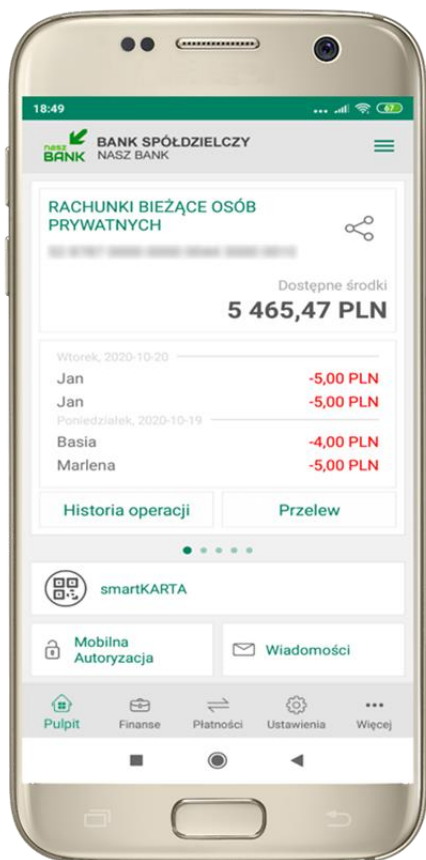 18:49
67
nasz
BANK
BANK SPÓŁDZIELCZY
NASZ BANK
RACHUNKI BIEŻĄCE OSÓB
PRYWATNYCH
Dostępne środki
5 465,47 PLN
Wtorek, 2020-10-20
Jan -5,00 PLN
Jan -5,00 PLN
Poniedziałek, 2020-10-19
Basia -4,00 PLN
Marlena -5,00 PLN
Historia operacji Przelew
smartKARTA
Mobilna
Autoryzacja
Wiadomości
Pulpit Finanse Płatności Ustawienia Więcej